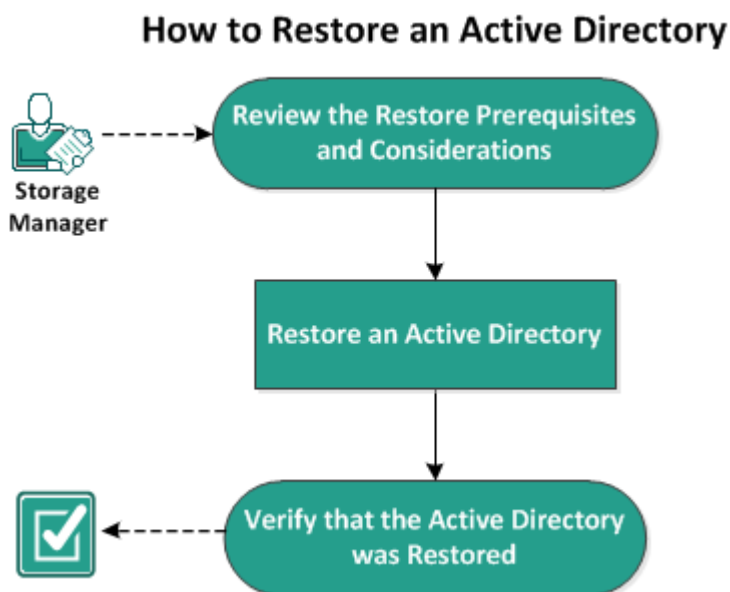 How to Restore an Active Directory
Review the Restore Prerequisites
and Considerations
Storage
Manager
Restore an Active Directory
Verify that the Active Directory
was Restored